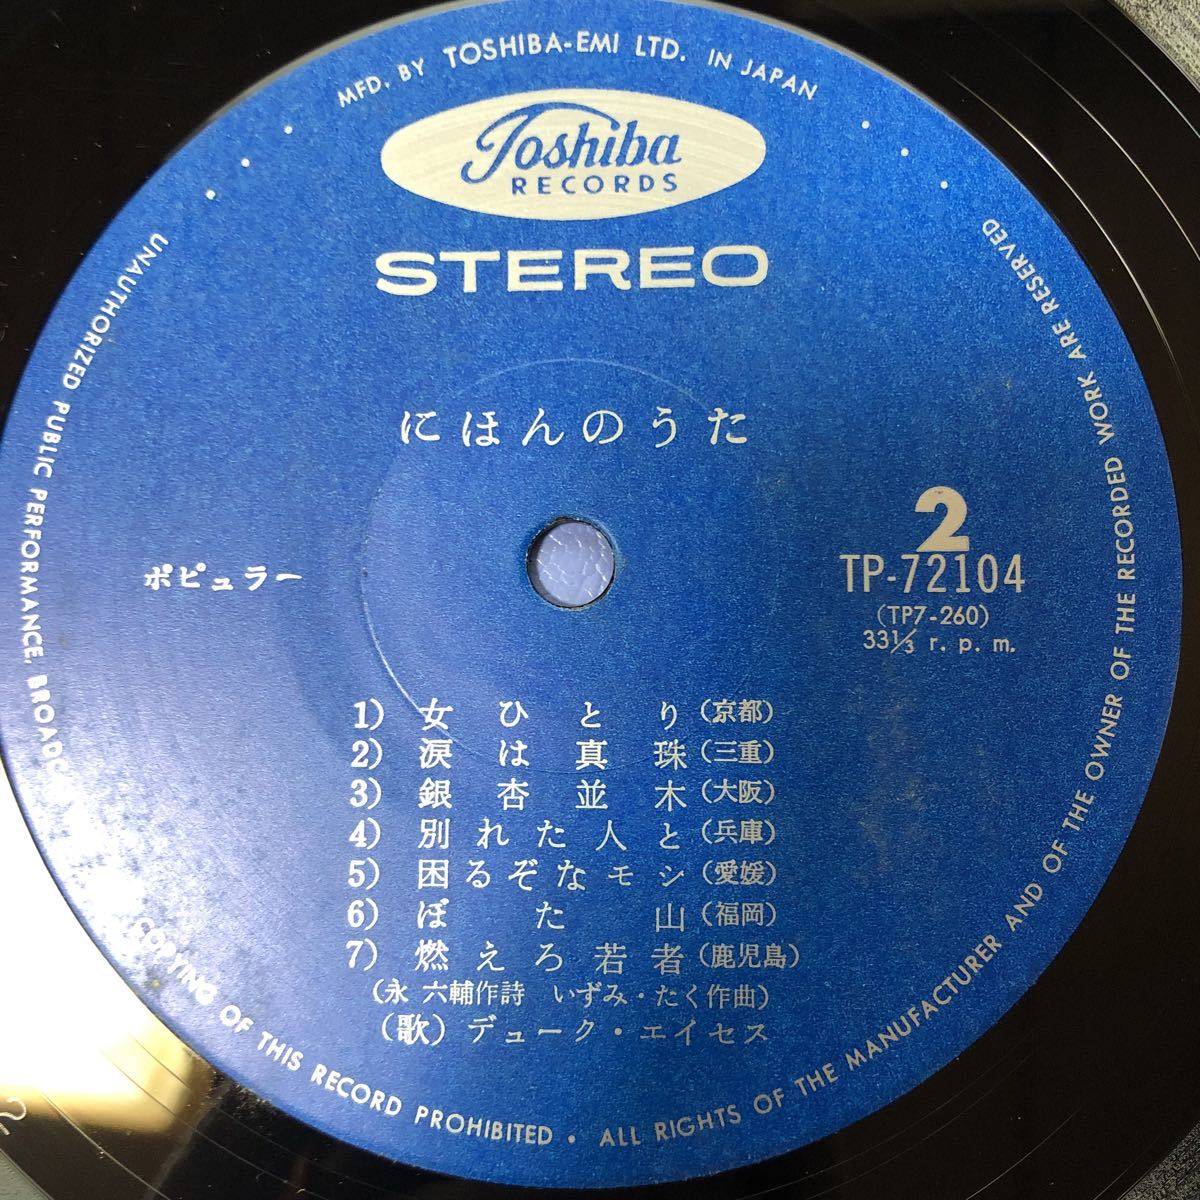 MFD. BY TOSHIBA-EMI LTD. IN JAPAN
Toshiba
RECORDS
STEREO
にほんのうた
2
TP-72104
(TP7-260)
33⅓ r. p. m.
ポピュラー
1) 女ひとり(京都)
2) 涙は真珠(三重)
3) 銀杏並木(大阪)
4) 別れた人と(兵庫)
5) 困るぞなモシ(愛媛)
6) ぼた山(福岡)
7) 燃えろ若者(鹿児島)
(永 六輔作詩 いずみ・たく作曲)
(歌) デューク・エイセス
UNAUTHORIZED PUBLIC PERFORMANCE, BROADC
COPYING OF THIS RECORD PROHIBITED • ALL RIGHTS OF THE MANUFACTURER AND OF THE OWNER OF THE RECORDED WORK ARE RESERVED
2